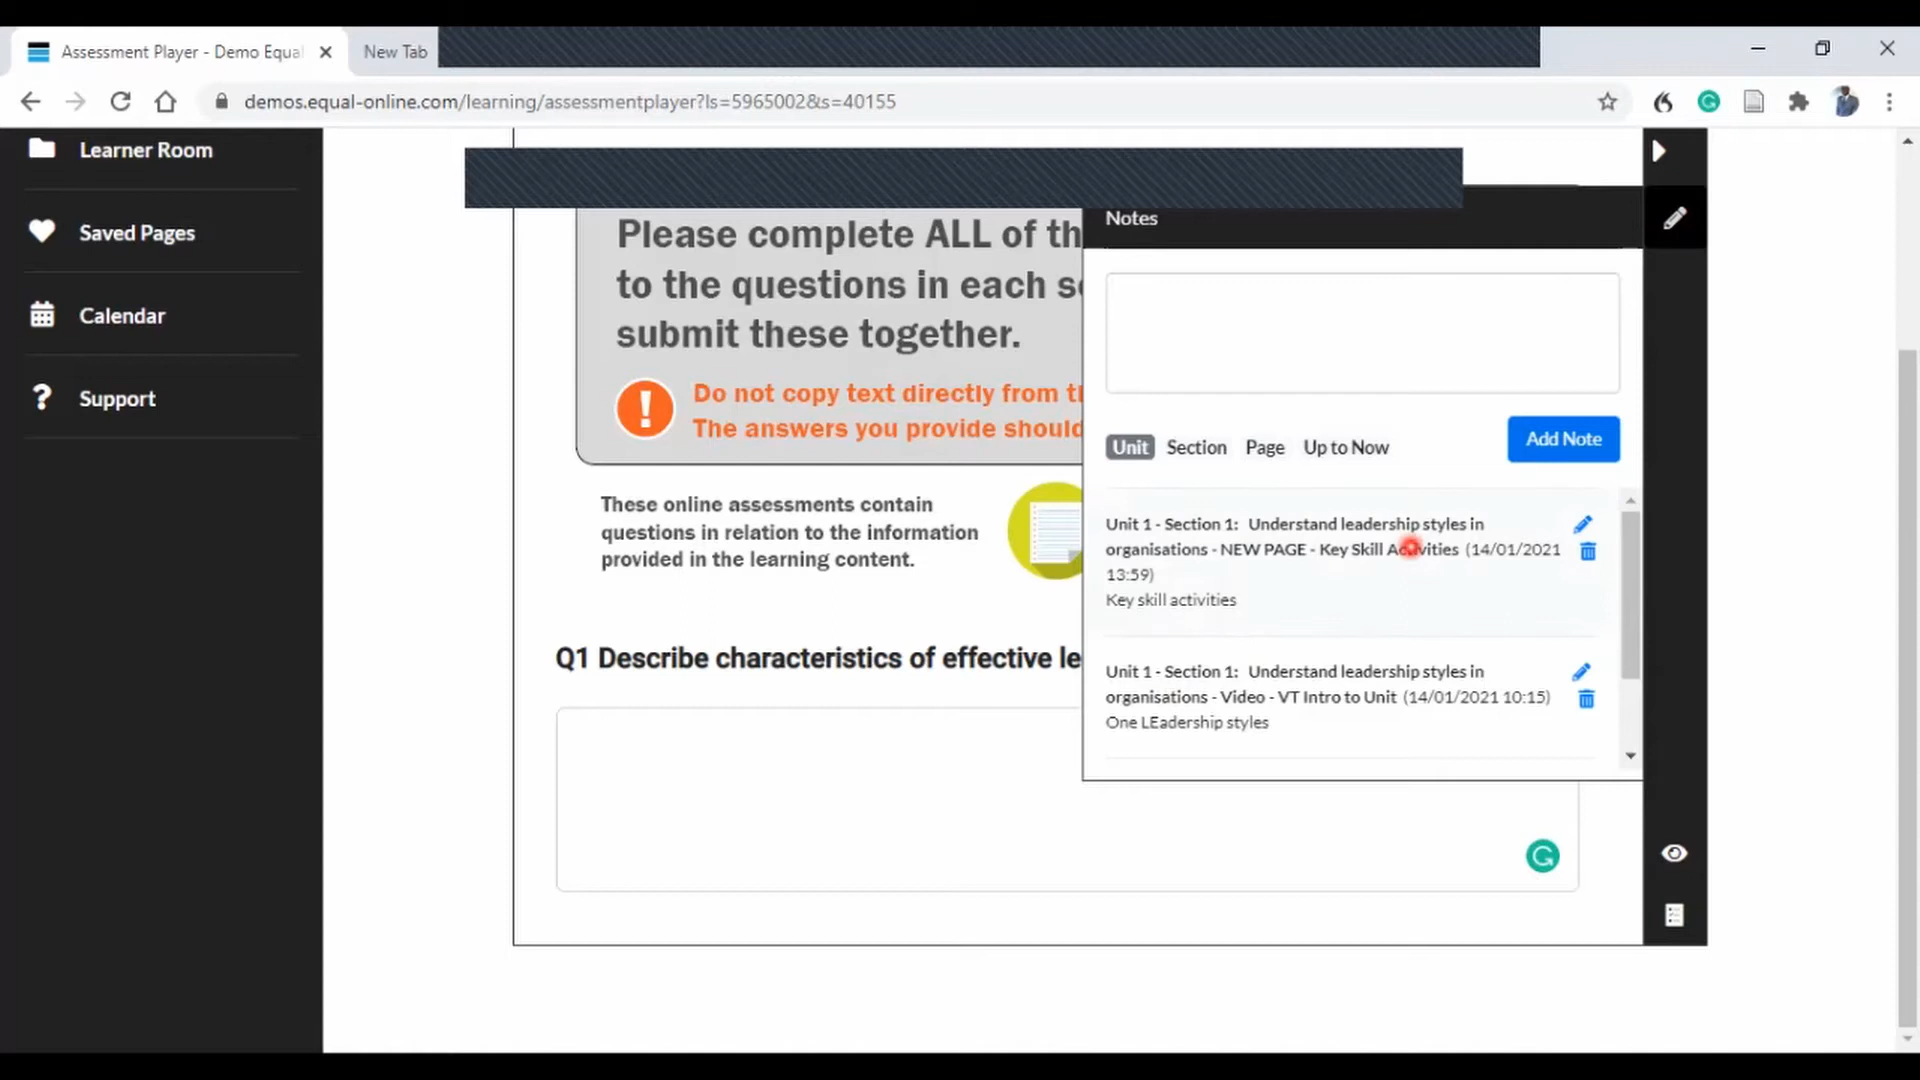 Assessment Player - Demo Equa
New Tab
demos.equal-online.com/learning/assessmentplayer?ls=5965002&s=40155
Learner Room
Saved Pages
Calendar
Support
Please complete ALL of th
to the questions in each se
submit these together.
Do not copy text directly from th
The answers you provide should
These online assessments contain
questions in relation to the information
provided in the learning content.
Q1 Describe characteristics of effective le
Notes
Unit Section Page Up to Now
Add Note
Unit 1 - Section 1: Understand leadership styles in
organisations - NEW PAGE - Key Skill Activities (14/01/2021
13:59)
Key skill activities
Unit 1 - Section 1: Understand leadership styles in
organisations - Video - VT Intro to Unit (14/01/2021 10:15)
One LEadership styles